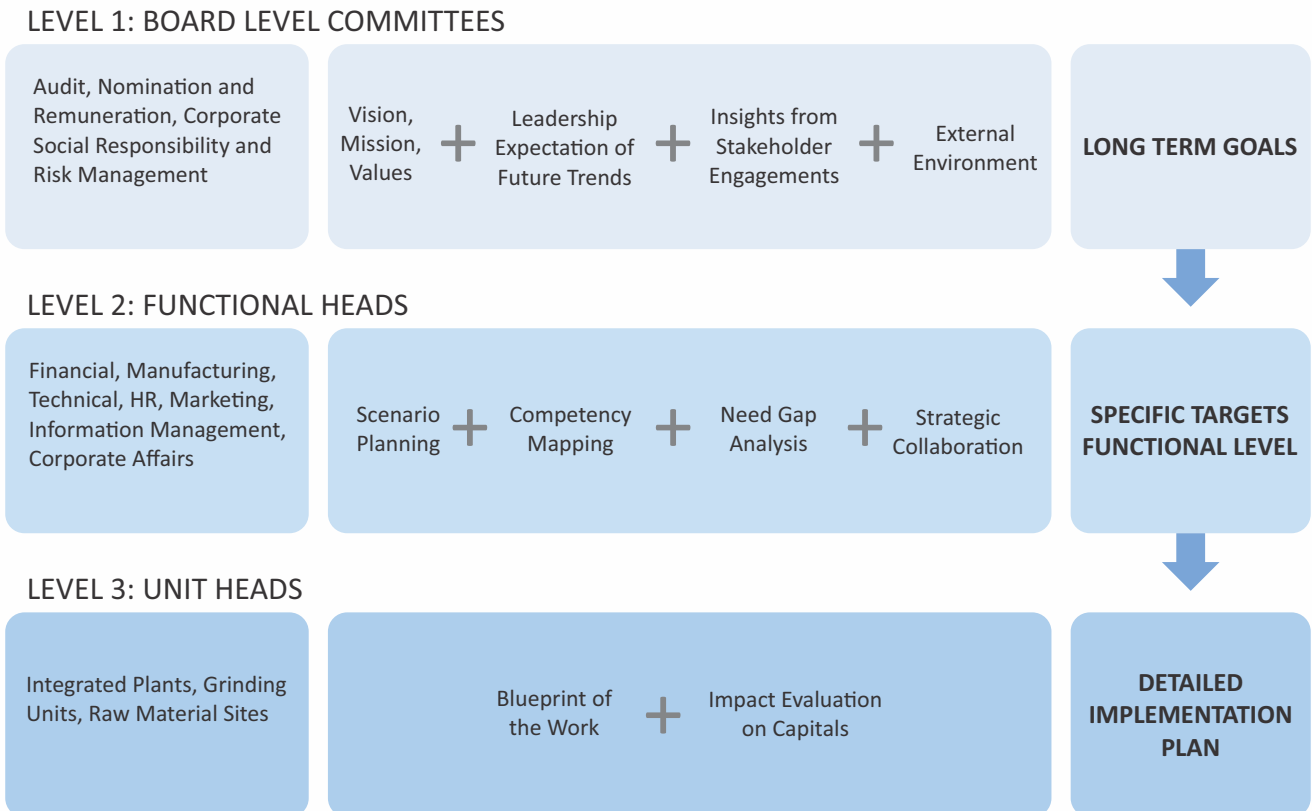 LEVEL 1: BOARD LEVEL COMMITTEES
Audit, Nomination and
Remuneration, Corporate
Social Responsibility and
Risk Management
Vision,
Mission,
Values
+
Leadership
Expectation of
Future Trends
+
Insights from
Stakeholder
Engagements
+
External
Environment
LONG TERM GOALS
LEVEL 2: FUNCTIONAL HEADS
Financial, Manufacturing,
Technical, HR, Marketing,
Information Management,
Corporate Affairs
Scenario
Planning
+
Competency
Mapping
+
Need Gap
Analysis
+
Strategic
Collaboration
SPECIFIC TARGETS
FUNCTIONAL LEVEL
LEVEL 3: UNIT HEADS
Integrated Plants, Grinding
Units, Raw Material Sites
Blueprint of
the Work
+
Impact Evaluation
on Capitals
DETAILED
IMPLEMENTATION
PLAN